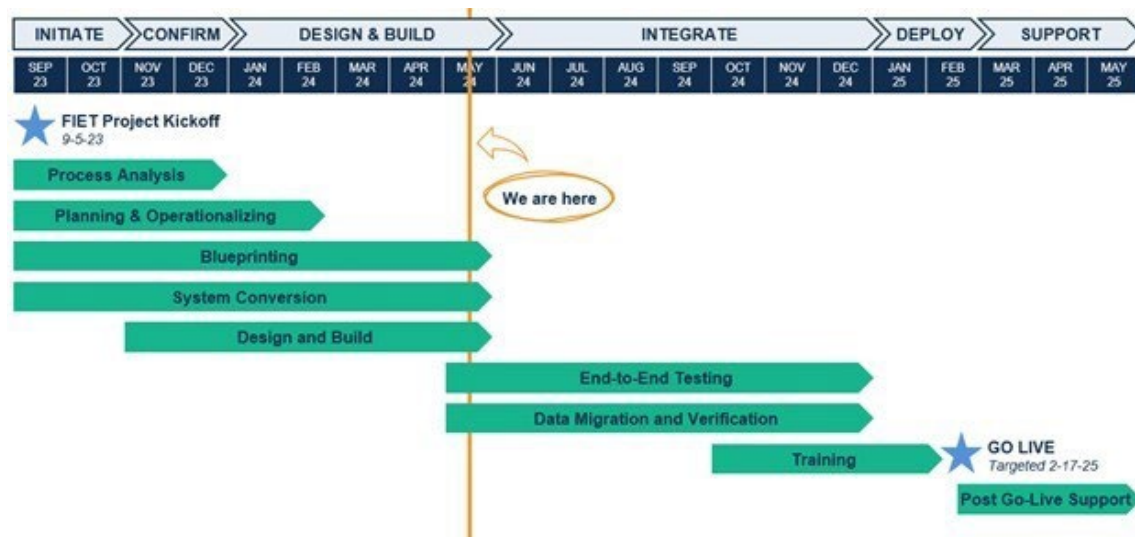 INITIATE CONFIRM DESIGN & BUILD INTEGRATE DEPLOY SUPPORT
SEP OCT NOV DEC JAN FEB MAR APR MAY JUN JUL AUG SEP OCT NOV DEC JAN FEB MAR APR MAY
23 23 23 23 24 24 24 24 24 24 24 24 24 24 24 24 25 25 25 25 25
FIET Project Kickoff
9-5-23
Process Analysis
We are here
Planning & Operationalizing
Blueprinting
System Conversion
Design and Build
End-to-End Testing
Data Migration and Verification
Training
GO LIVE
Targeted 2-17-25
Post Go-Live Support